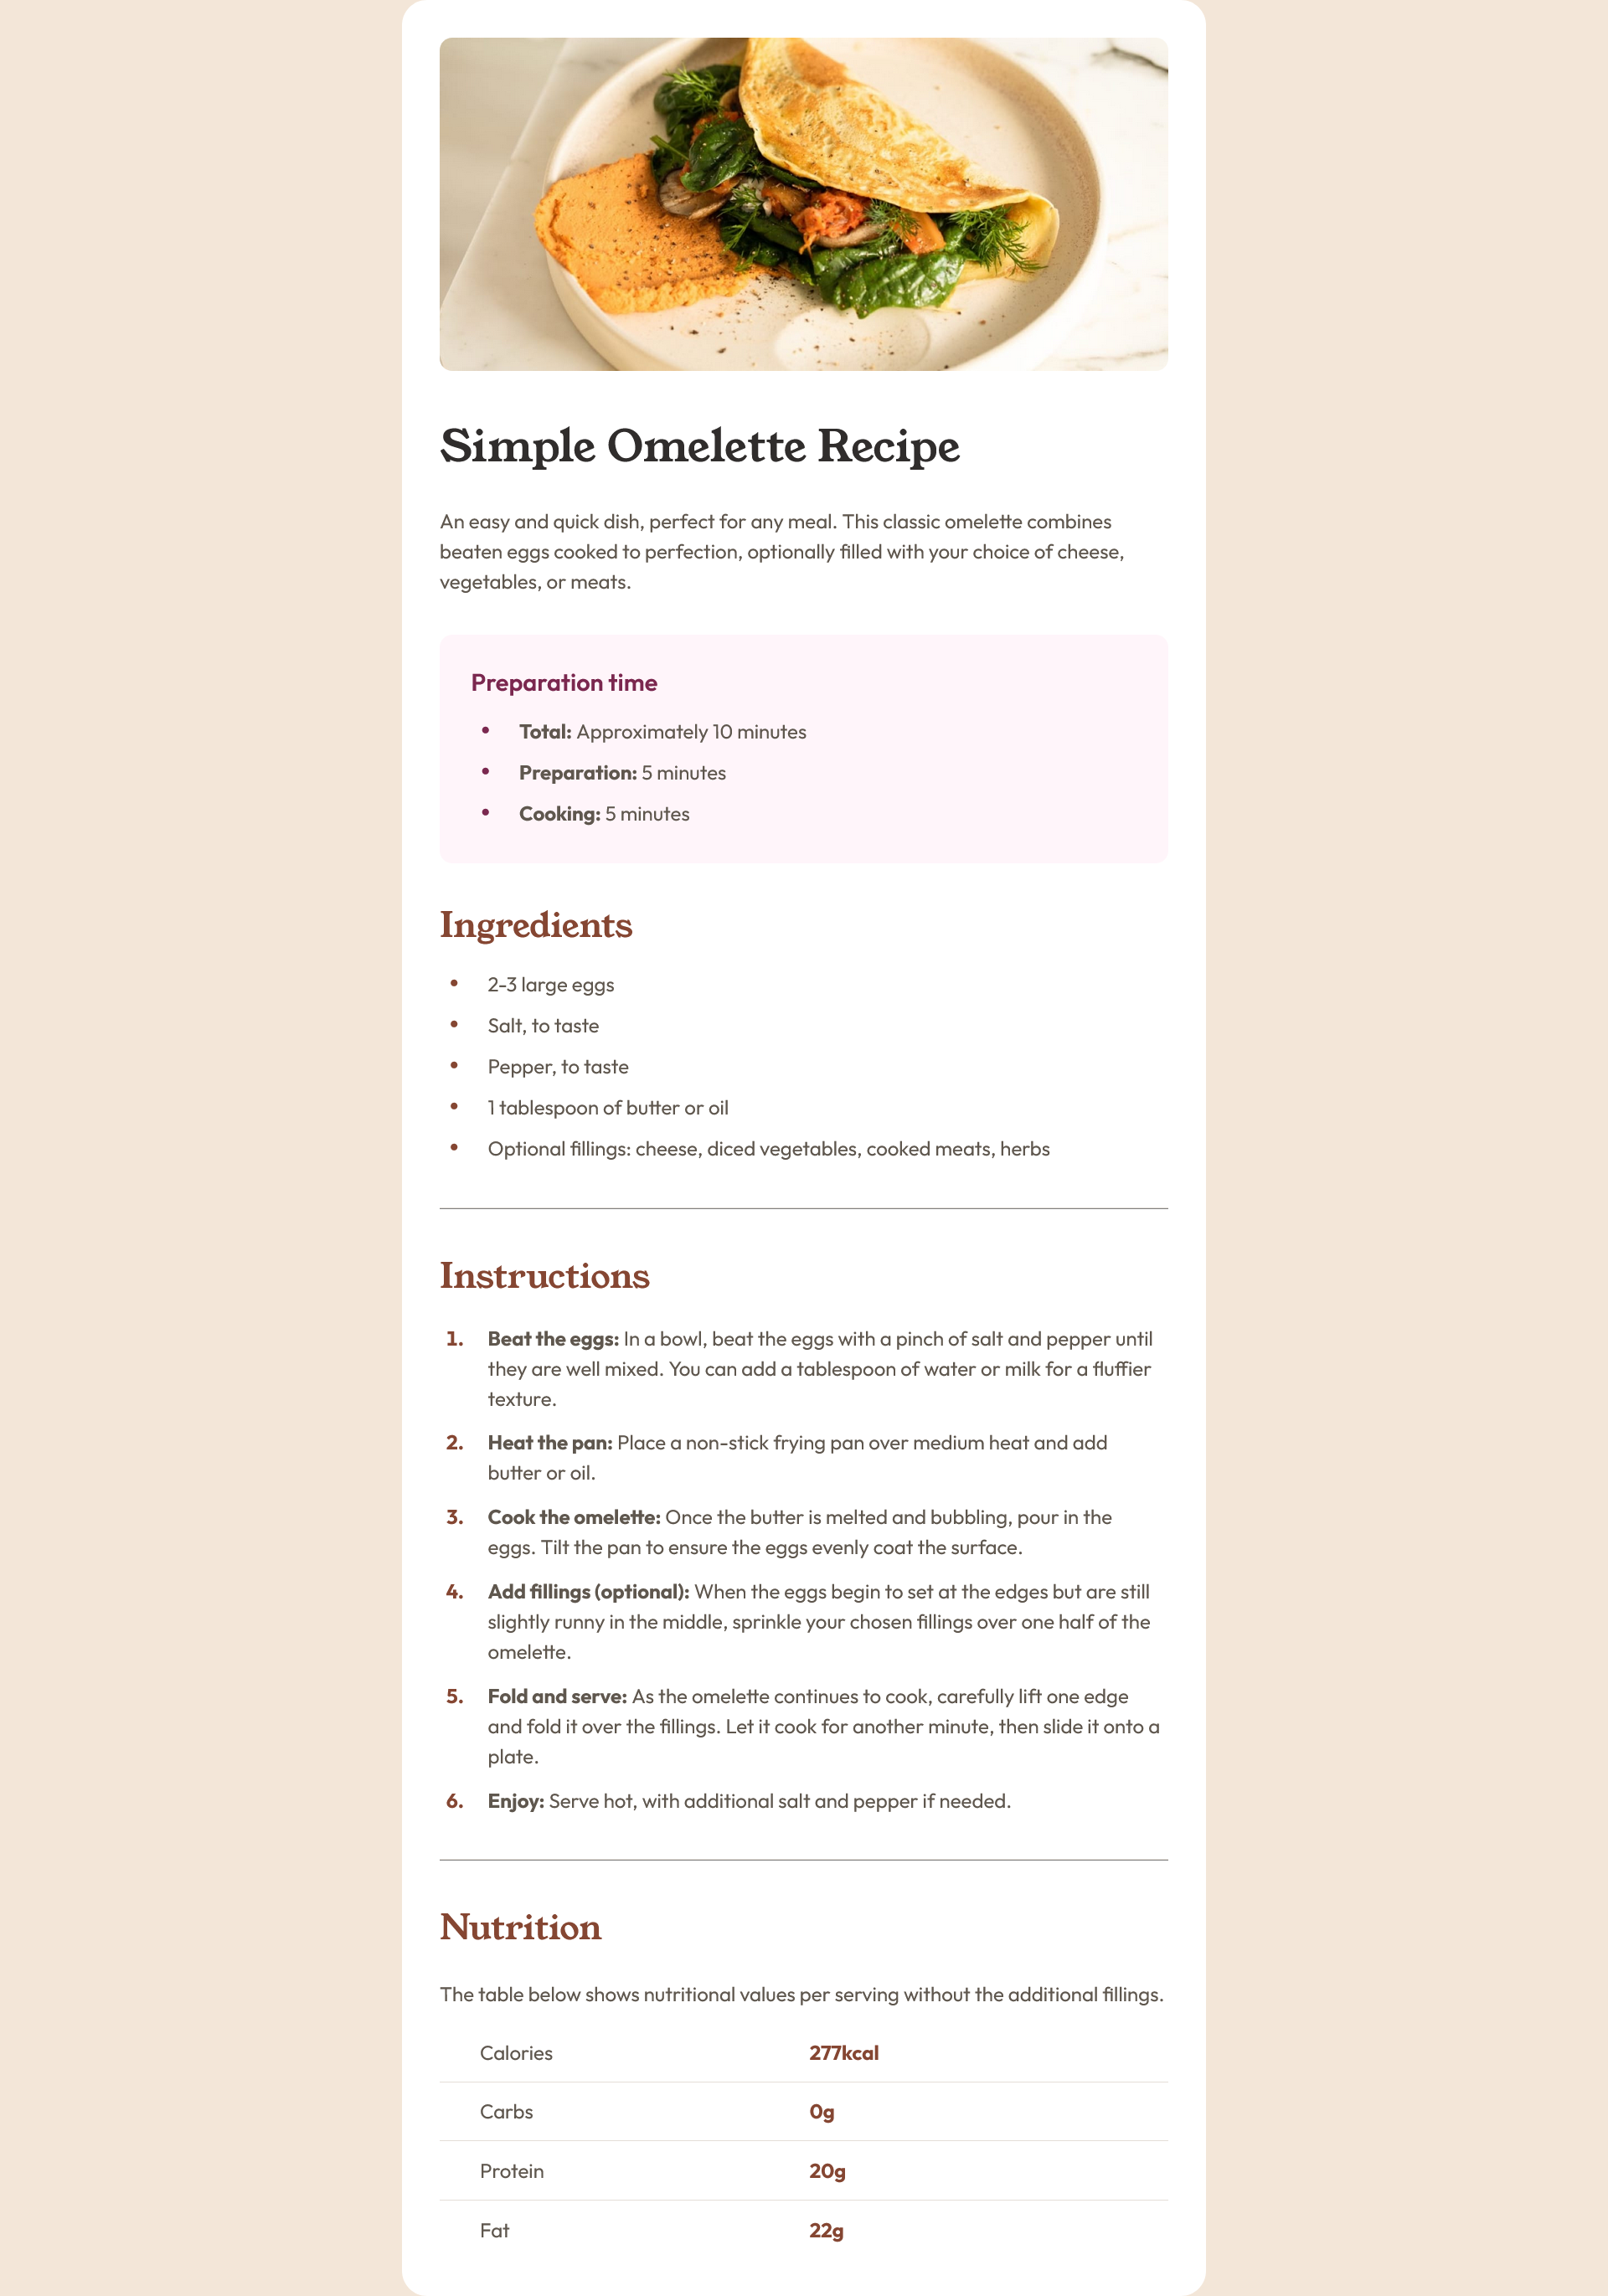 Simple Omelette Recipe
An easy and quick dish, perfect for any meal. This classic omelette combines
beaten eggs cooked to perfection, optionally filled with your choice of cheese,
vegetables, or meats.
Preparation time
• Total: Approximately 10 minutes
• Preparation: 5 minutes
• Cooking: 5 minutes
Ingredients
• 2-3 large eggs
• Salt, to taste
• Pepper, to taste
• 1 tablespoon of butter or oil
• Optional fillings: cheese, diced vegetables, cooked meats, herbs
Instructions
1. Beat the eggs: In a bowl, beat the eggs with a pinch of salt and pepper until
they are well mixed. You can add a tablespoon of water or milk for a fluffier
texture.
2. Heat the pan: Place a non-stick frying pan over medium heat and add
butter or oil.
3. Cook the omelette: Once the butter is melted and bubbling, pour in the
eggs. Tilt the pan to ensure the eggs evenly coat the surface.
4. Add fillings (optional): When the eggs begin to set at the edges but are still
slightly runny in the middle, sprinkle your chosen fillings over one half of the
omelette.
5. Fold and serve: As the omelette continues to cook, carefully lift one edge
and fold it over the fillings. Let it cook for another minute, then slide it onto a
plate.
6. Enjoy: Serve hot, with additional salt and pepper if needed.
Nutrition
The table below shows nutritional values per serving without the additional fillings.
Calories 277kcal
Carbs 0g
Protein 20g
Fat 22g